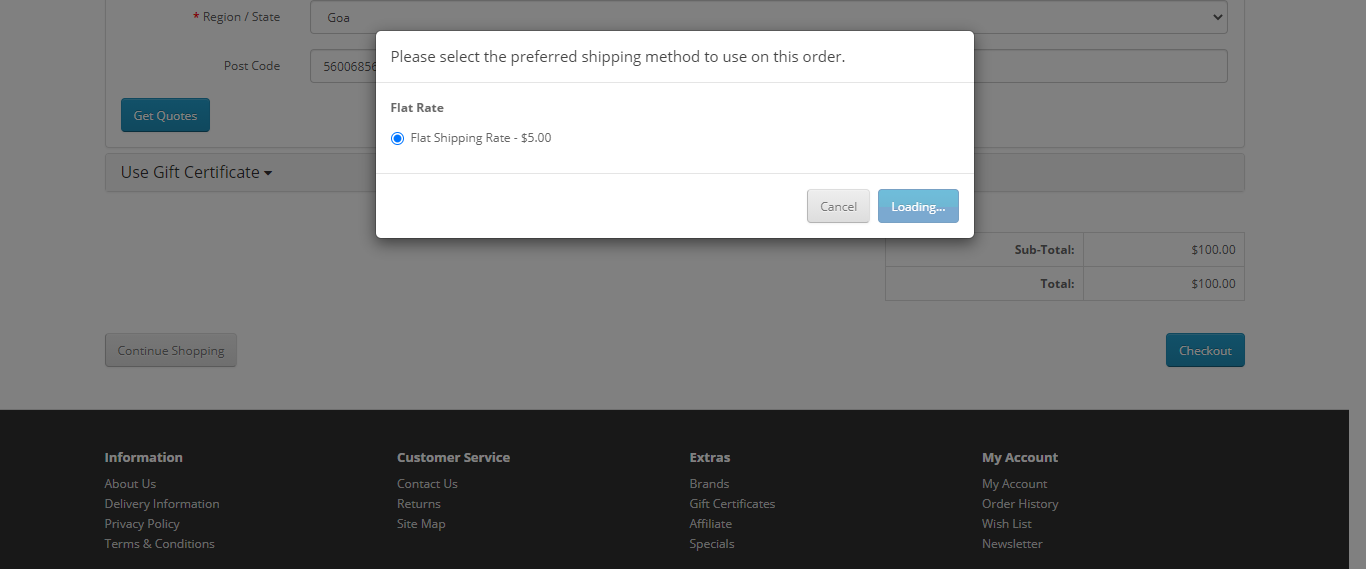 * Region / State
Goa
Please select the preferred shipping method to use on this order.
Post Code
Flat Rate
Get Quotes
Flat Shipping Rate - $5.00
Use Gift Certificate
Cancel
Loading...
Sub-Total:
$100.00
Total:
$100.00
Continue Shopping
Checkout
Information
About Us
Delivery Information
Privacy Policy
Terms & Conditions
Customer Service
Contact Us
Returns
Site Map
Extras
Brands
Gift Certificates
Affiliate
Specials
My Account
My Account
Order History
Wish List
Newsletter